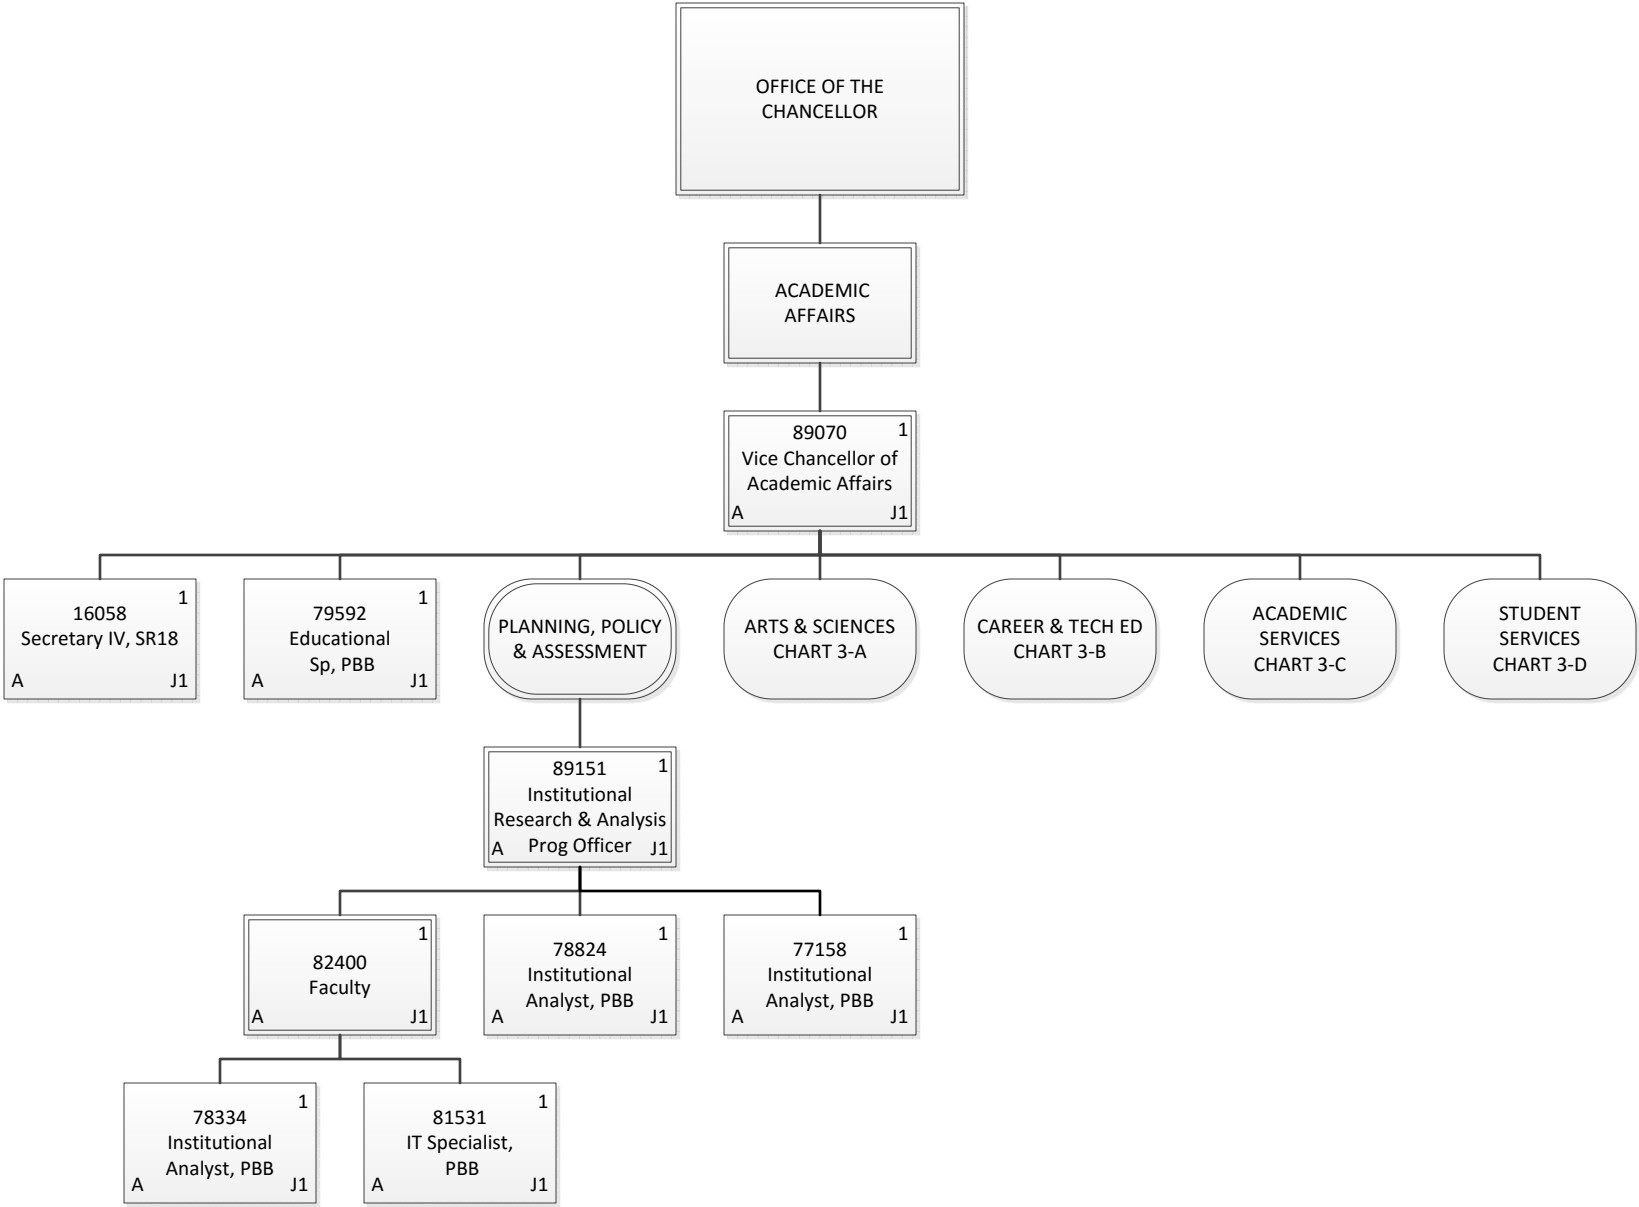 OFFICE OF THE
CHANCELLOR
ACADEMIC
AFFAIRS
89070 1
Vice Chancellor of
Academic Affairs
A J1
16058 1
Secretary IV, SR18
A J1
79592 1
Educational
Sp, PBB
A J1
PLANNING, POLICY
& ASSESSMENT
ARTS & SCIENCES
CHART 3-A
CAREER & TECH ED
CHART 3-B
ACADEMIC
SERVICES
CHART 3-C
STUDENT
SERVICES
CHART 3-D
89151 1
Institutional
Research & Analysis
A Prog Officer J1
1
82400
Faculty
A J1
1
78824
Institutional
Analyst, PBB
A J1
1
77158
Institutional
Analyst, PBB
A J1
1
78334
Institutional
Analyst, PBB
A J1
1
81531
IT Specialist,
PBB
A J1